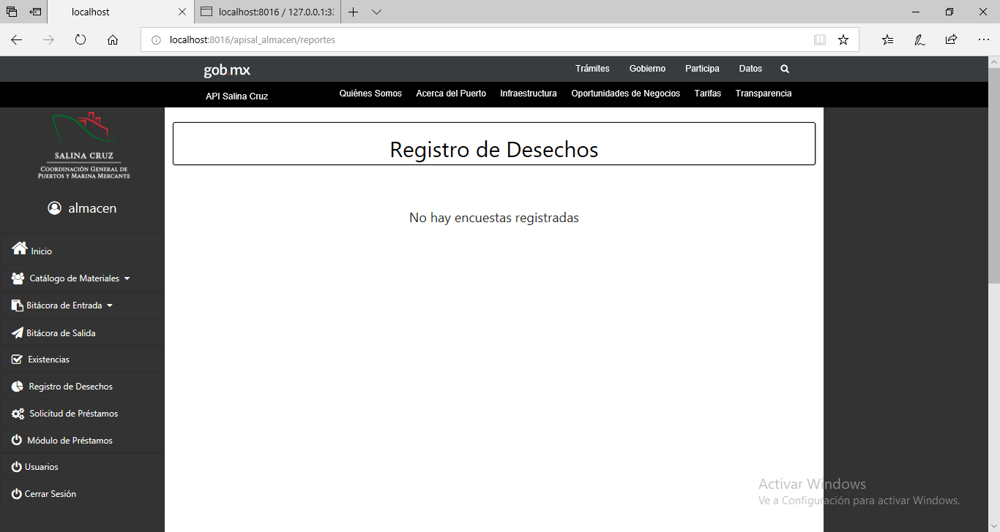 localhost
localhost:8016 / 127.0.0.1:33
localhost:8016/apisal_almacen/reportes
gob.mx
Trámites Gobierno Participa Datos
API Salina Cruz
Quiénes Somos Acerca del Puerto Infraestructura Oportunidades de Negocios Tarifas Transparencia
SALINA CRUZ
COORDINACIÓN GENERAL DE
PUERTOS Y MARINA MERCANTE
almacen
Inicio
Catálogo de Materiales
Bitácora de Entrada
Bitácora de Salida
Existencias
Registro de Desechos
Solicitud de Préstamos
Módulo de Préstamos
Usuarios
Cerrar Sesión
Registro de Desechos
No hay encuestas registradas
Activar Windows
Ve a Configuración para activar Windows.